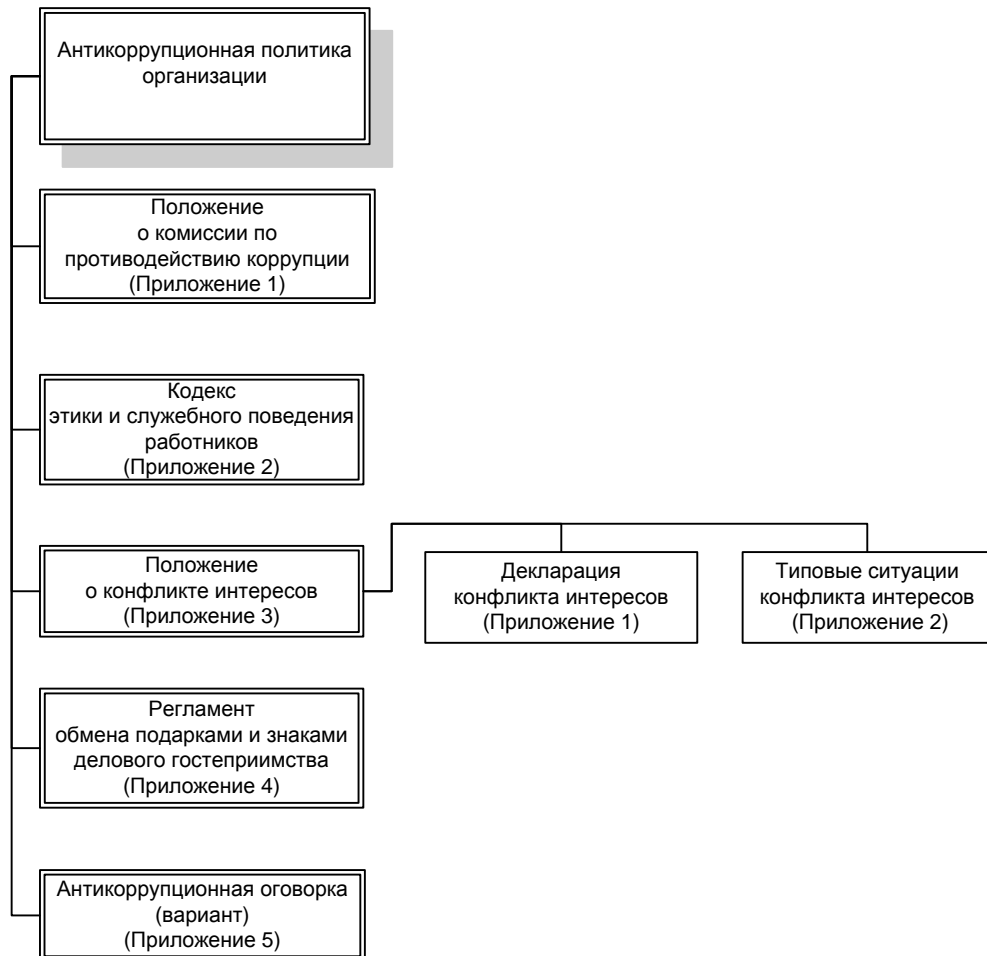 Антикоррупционная политика
организации
Положение
о комиссии по
противодействию коррупции
(Приложение 1)
Кодекс
этики и служебного поведения
работников
(Приложение 2)
Положение
о конфликте интересов
(Приложение 3)
Декларация
конфликта интересов
(Приложение 1)
Типовые ситуации
конфликта интересов
(Приложение 2)
Регламент
обмена подарками и знаками
делового гостеприимства
(Приложение 4)
Антикоррупционная оговорка
(вариант)
(Приложение 5)